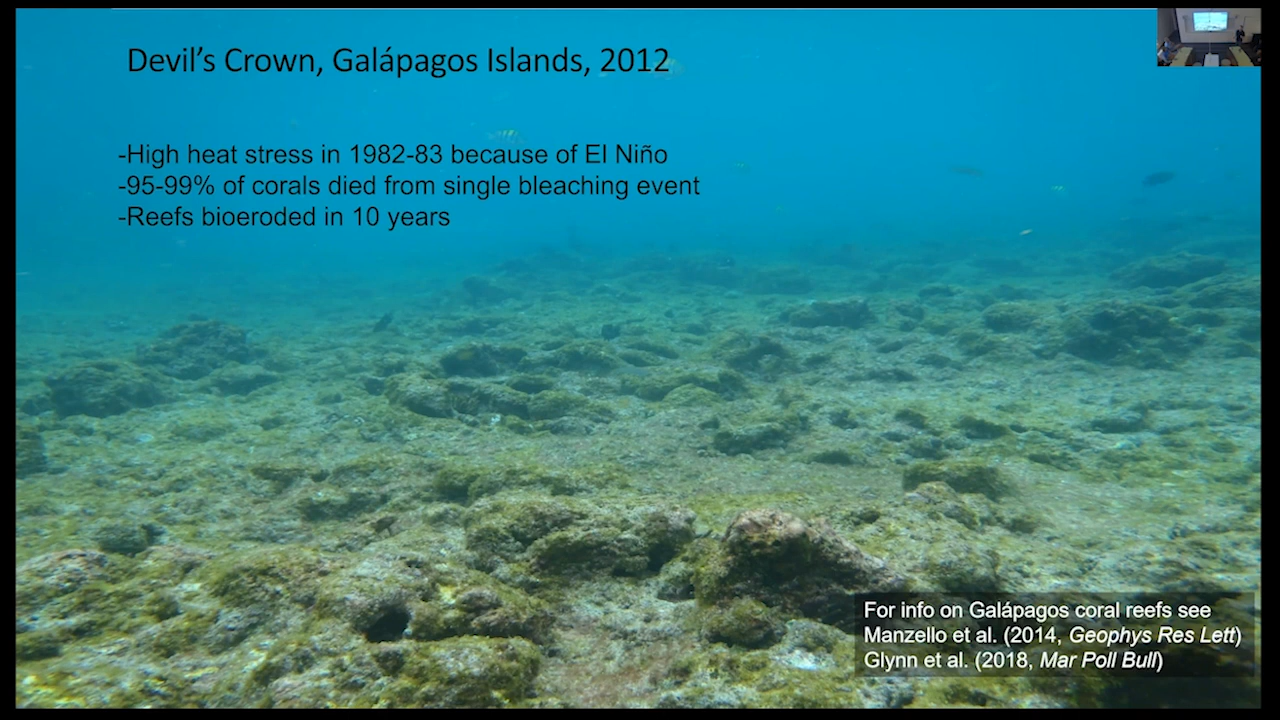 Devil's Crown, Galápagos Islands, 2012
-High heat stress in 1982-83 because of El Niño
-95-99% of corals died from single bleaching event
-Reefs bioeroded in 10 years
For info on Galápagos coral reefs see
Manzello et al. (2014, Geophys Res Lett)
Glynn et al. (2018, Mar Poll Bull)